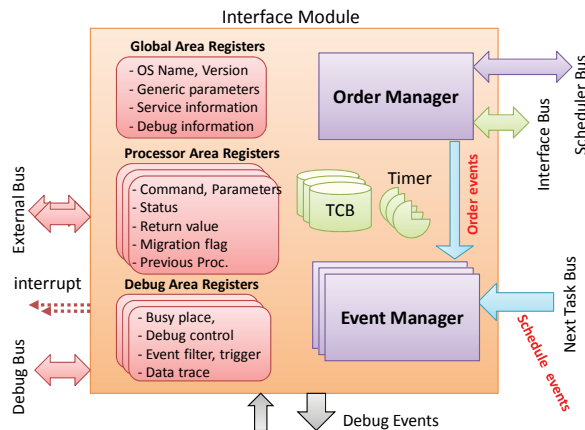 Interface Module
Global Area Registers
- OS Name, Version
- Generic parameters
- Service information
- Debug information
Order Manager
Scheduler Bus
Interface Bus
Processor Area Registers
- Command, Parameters
- Status
- Return value
- Migration flag
- Previous Proc.
TCB
Timer
Order events
External Bus
interrupt
Debug Area Registers
- Busy place,
- Debug control
- Event filter, trigger
- Data trace
Event Manager
Next Task Bus
Schedule events
Debug Bus
Debug Events